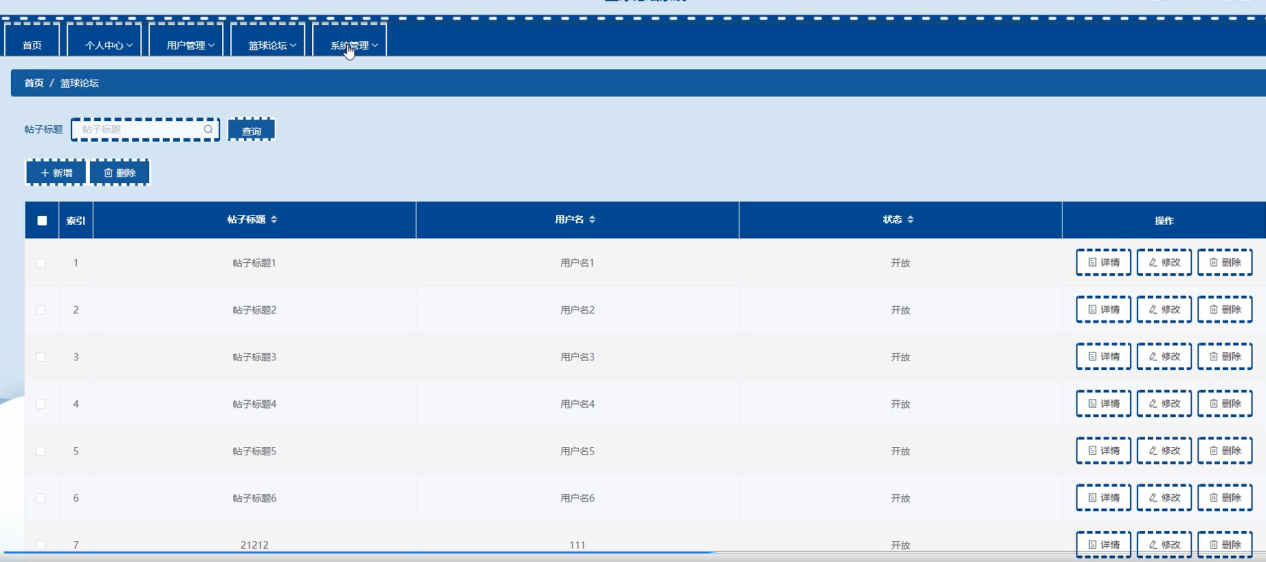 首页 个人中心 用户管理 篮球论坛 系统管理
首页 / 篮球论坛
帖子标题 帖子标题 查询
+ 新增 删除
索引 帖子标题 用户名 状态 操作
1 帖子标题1 用户名1 开放 详情 修改 删除
2 帖子标题2 用户名2 开放 详情 修改 删除
3 帖子标题3 用户名3 开放 详情 修改 删除
4 帖子标题4 用户名4 开放 详情 修改 删除
5 帖子标题5 用户名5 开放 详情 修改 删除
6 帖子标题6 用户名6 开放 详情 修改 删除
7 21212 111 开放 详情 修改 删除